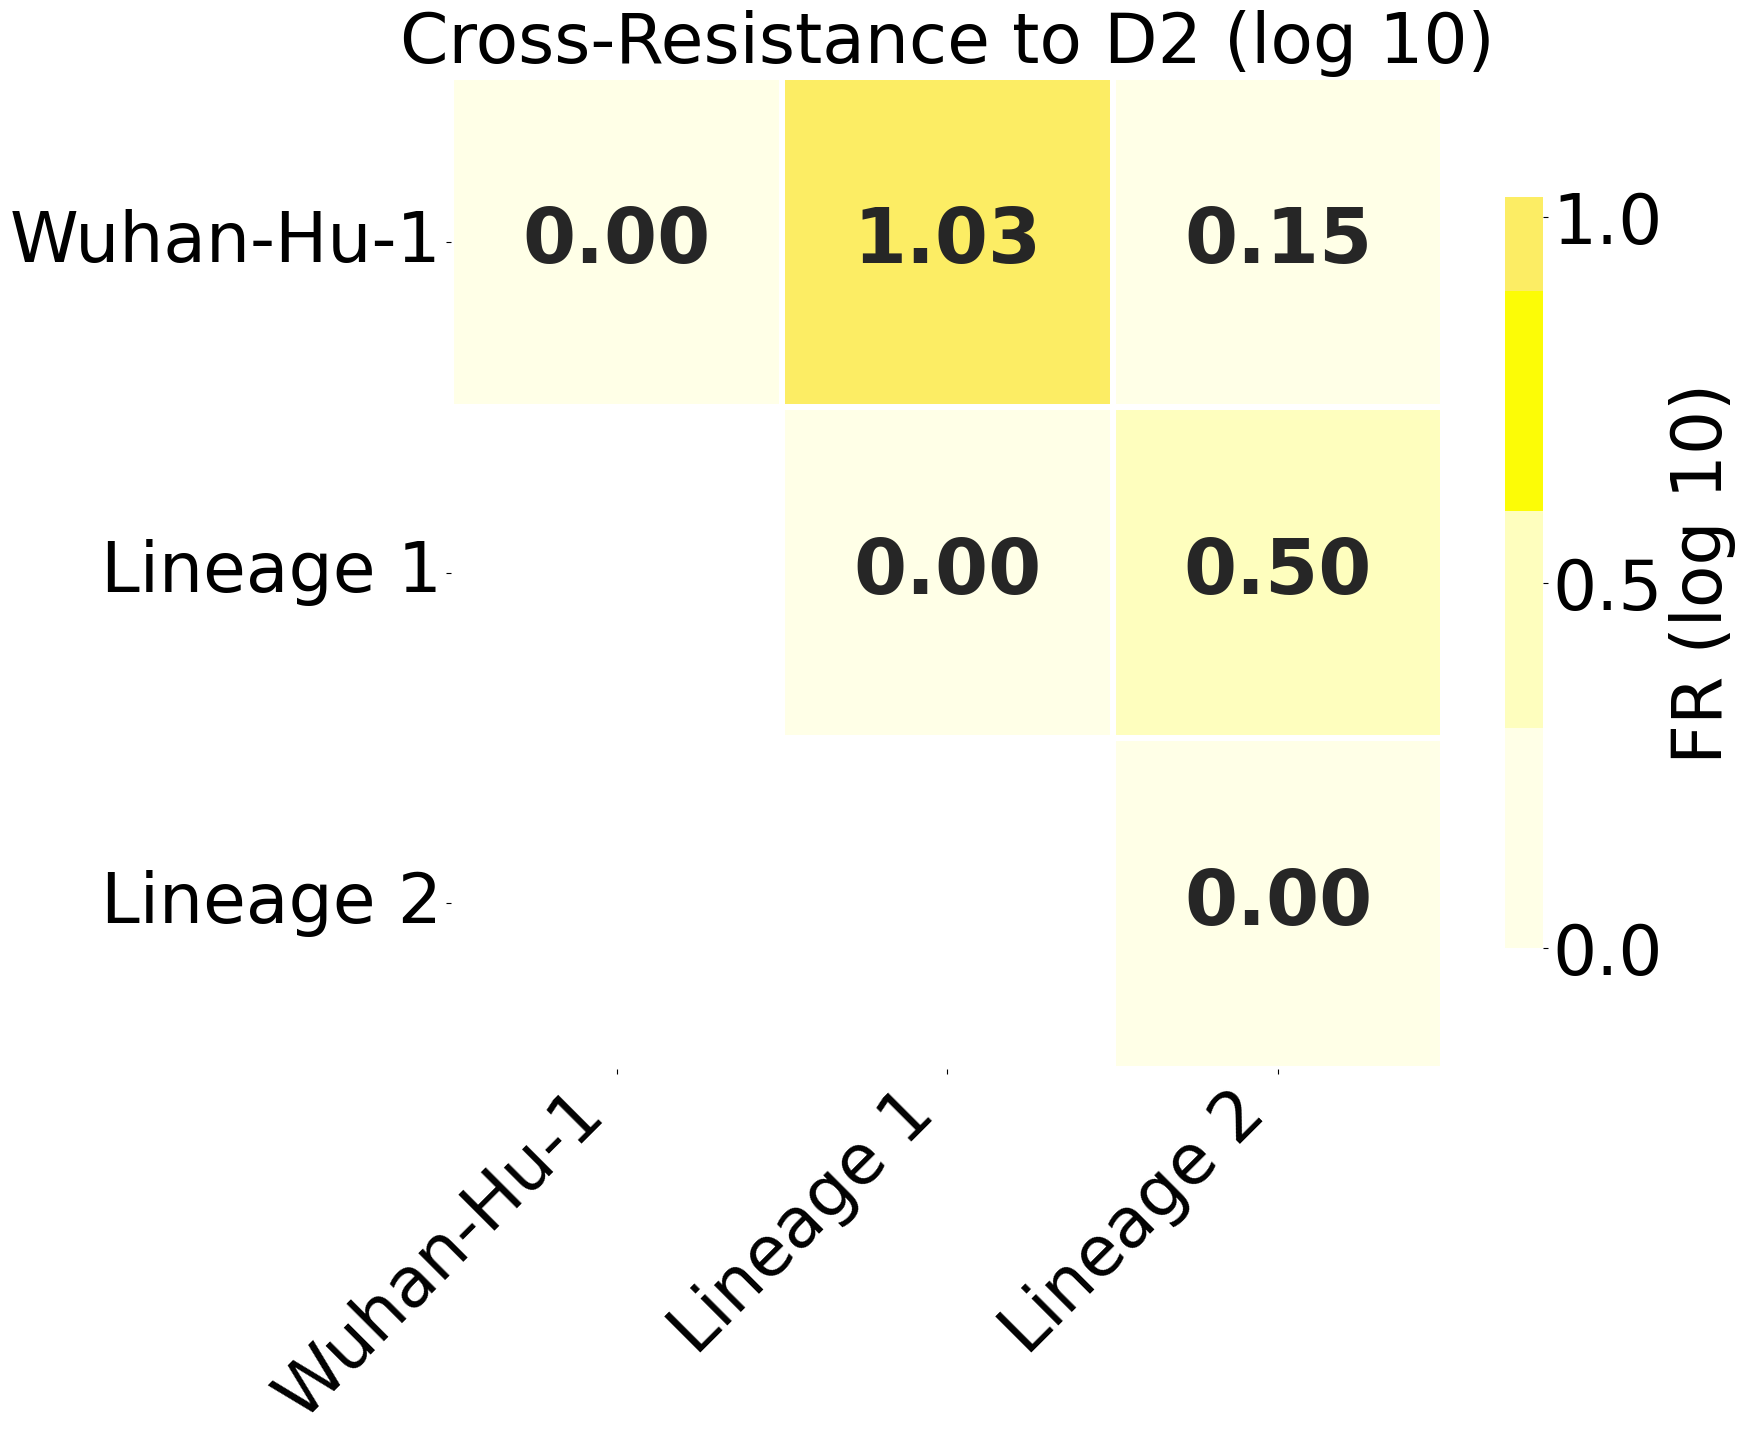 Cross-Resistance to D2 (log 10)
Wuhan-Hu-1
0.00
1.03
0.15
Lineage 1
0.00
0.50
Lineage 2
0.00
Wuhan-Hu-1
Lineage 1
Lineage 2
1.0
0.5
0.0
FR (log 10)